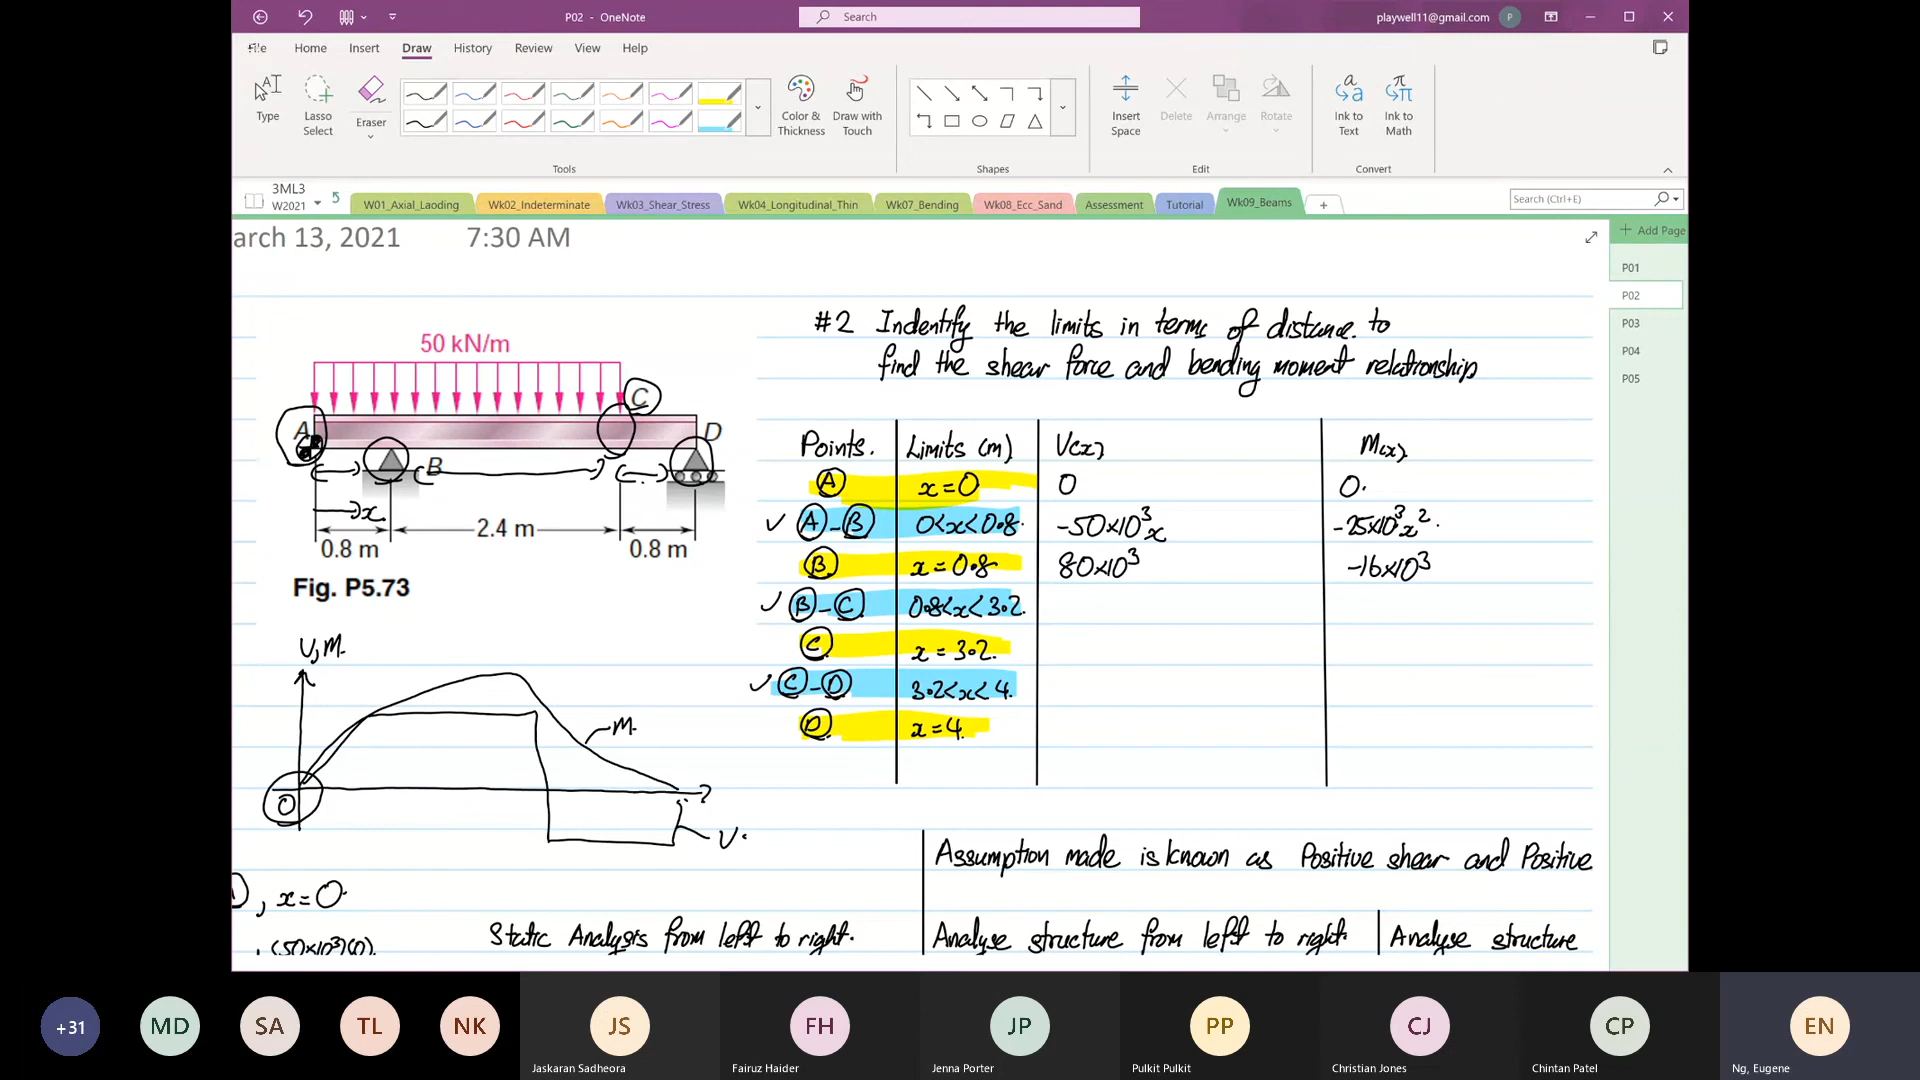 P02 - OneNote
Search
playwell11@gmail.com
P
File Home Insert Draw History Review View Help
Type
Lasso Select
Eraser
Color & Thickness
Draw with Touch
Insert Space
Delete
Arrange
Rotate
Ink to Text
Ink to Math
Tools
Shapes
Edit
Convert
3ML3 W2021
W01_Axial_Laoding
Wk02_Indeterminate
Wk03_Shear_Stress
Wk04_Longitudinal_Thin
Wk07_Bending
Wk08_Ecc_Sand
Assessment
Tutorial
Wk09_Beams
Search (Ctrl+E)
Add Page
P01
P02
P03
P04
P05
arch 13, 2021 7:30 AM
#2 Indentify the limits in terms of distance to
find the shear force and bending moment relationship
50 kN/m
C
A
D
B
x
2.4 m
0.8 m
0.8 m
Fig. P5.73
Points. Limits (m) V(x) M(x)
A x=0 0 0.
✓ A-B 0<x<0.8 -50x10³x -25x10³x².
B x=0.8 80x10³ -16x10³
✓ B-C 0.8<x<3.2.
C x=3.2.
✓ C-D 3.2<x<4.
D x=4.
V,M.
M.
0
?
V.
Assumption made is known as Positive shear and Positive
, x=0.
Static Analysis from left to right.
Analyse structure from left to right.
Analyse structure
(50x10³)(0)
+31
MD
SA
TL
NK
JS
Jaskaran Sadheora
FH
Fairuz Haider
JP
Jenna Porter
PP
Pulkit Pulkit
CJ
Christian Jones
CP
Chintan Patel
EN
Ng, Eugene